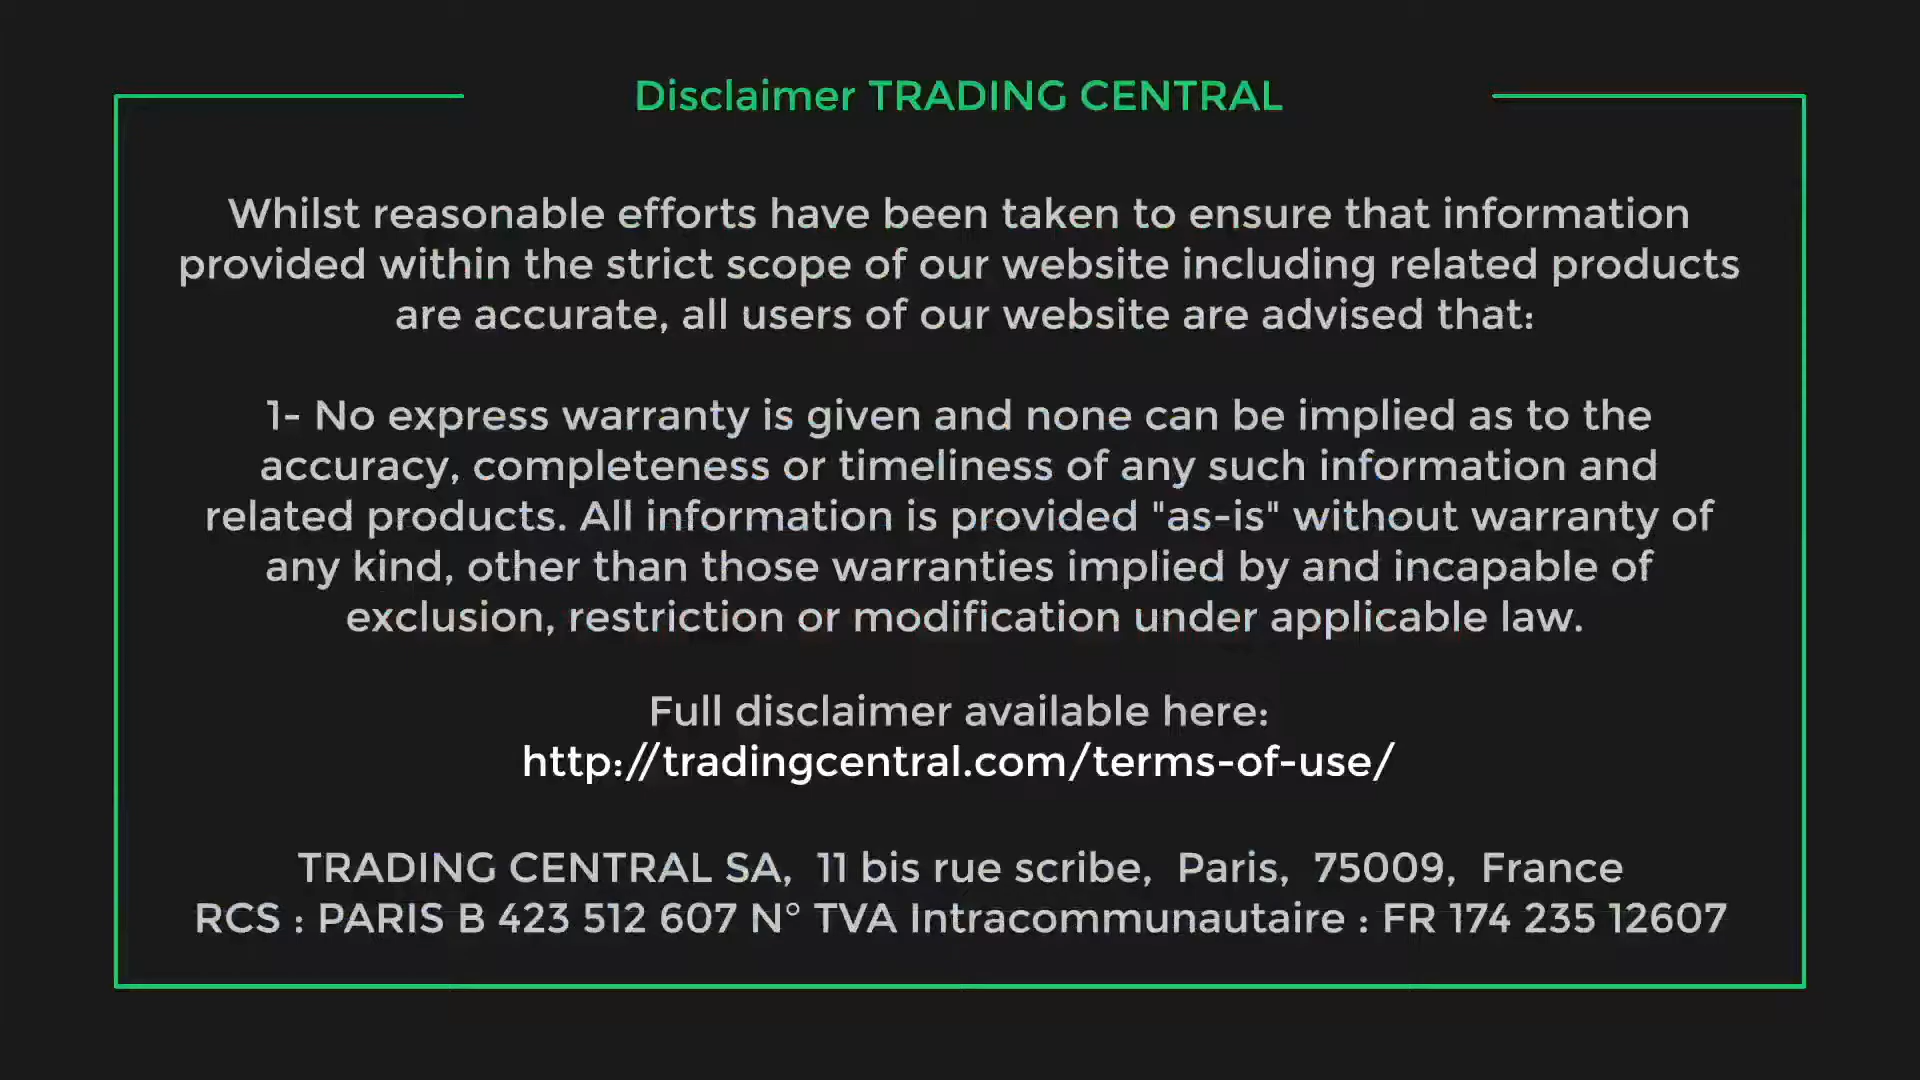 Disclaimer TRADING CENTRAL
Whilst reasonable efforts have been taken to ensure that information
provided within the strict scope of our website including related products
are accurate, all users of our website are advised that:
1- No express warranty is given and none can be implied as to the
accuracy, completeness or timeliness of any such information and
related products. All information is provided "as-is" without warranty of
any kind, other than those warranties implied by and incapable of
exclusion, restriction or modification under applicable law.
Full disclaimer available here:
http://tradingcentral.com/terms-of-use/
TRADING CENTRAL SA, 11 bis rue scribe, Paris, 75009, France
RCS : PARIS B 423 512 607 N° TVA Intracommunautaire : FR 174 235 12607